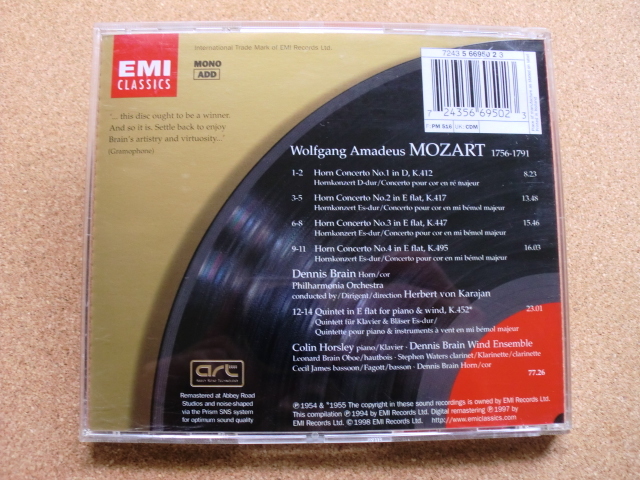 EMI
CLASSICS
International Trade Mark of EMI Records Ltd.
MONO
ADD
7243 5 66950 2 3
7 24356 69502 3
PM 516
CDM
"... this disc ought to be a winner.
And so it is. Settle back to enjoy
Brain's artistry and virtuosity..."
(Gramophone)
Wolfgang Amadeus MOZART 1756-1791
1-2 Horn Concerto No.1 in D, K.412 8.23
Hornkonzert D-dur/Concerto pour cor en ré majeur
3-5 Horn Concerto No.2 in E flat, K.417 13.48
Hornkonzert Es-dur/Concerto pour cor en mi bémol majeur
6-8 Horn Concerto No.3 in E flat, K.447 15.46
Hornkonzert Es-dur/Concerto pour cor en mi bémol majeur
9-11 Horn Concerto No.4 in E flat, K.495 16.03
Hornkonzert Es-dur/Concerto pour cor en mi bémol majeur
Dennis Brain Horn/cor
Philharmonia Orchestra
conducted by/Dirigent/direction Herbert von Karajan
12-14 Quintet in E flat for piano & wind, K.452* 23.01
Quintett für Klavier & Bläser Es-dur/
Quintette pour piano & instruments à vent en mi bémol majeur
Colin Horsley piano/Klavier · Dennis Brain Wind Ensemble
Leonard Brain Oboe/hautbois · Stephen Waters clarinet/Klarinette/clarinette
Cecil James bassoon/Fagott/basson · Dennis Brain Horn/cor
77.26
art
Remastered at Abbey Road
Studios and noise-shaped
via the Prism SNS system
for optimum sound quality
℗ 1954 & *1955 The copyright in these sound recordings is owned by EMI Records Ltd.
This compilation ℗ 1994 by EMI Records Ltd. Digital remastering ℗ 1997 by
EMI Records Ltd. © 1998 EMI Records Ltd. http://www.emiclassics.com